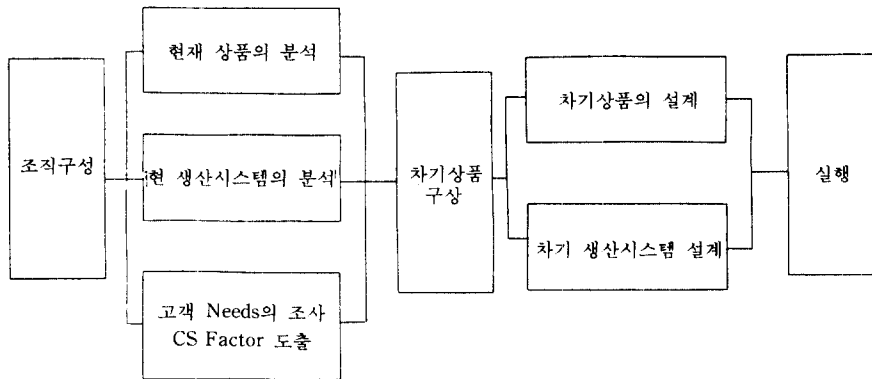 조직구성
현재 상품의 분석
현 생산시스템의 분석
고객 Needs의 조사
CS Factor 도출
차기상품
구상
차기상품의 설계
차기 생산시스템 설계
실행